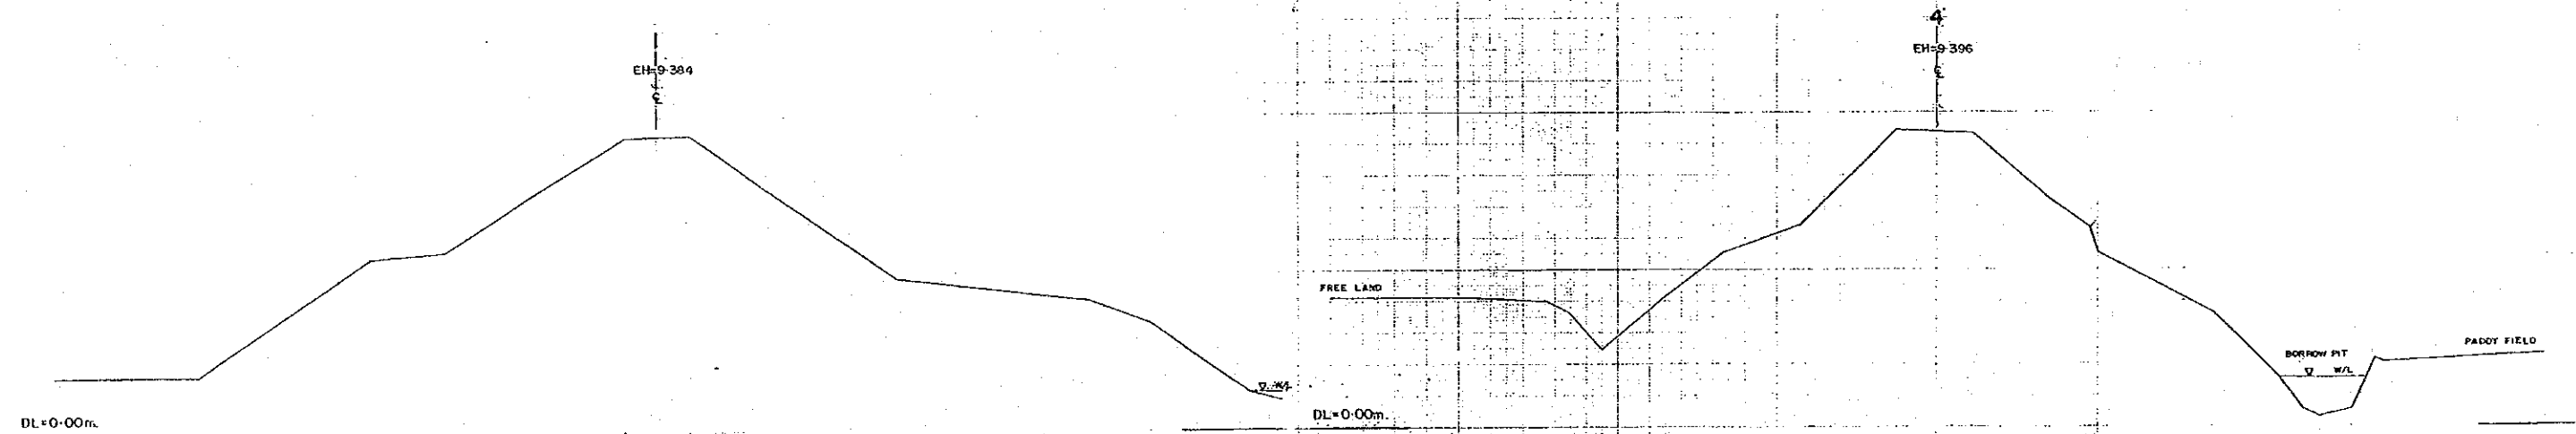 EH=9.384
℄
W/L
DL=0.00m.
4
EH=9.396
℄
FREE LAND
BORROW PIT
W/L
PADDY FIELD
DL=0.00m.